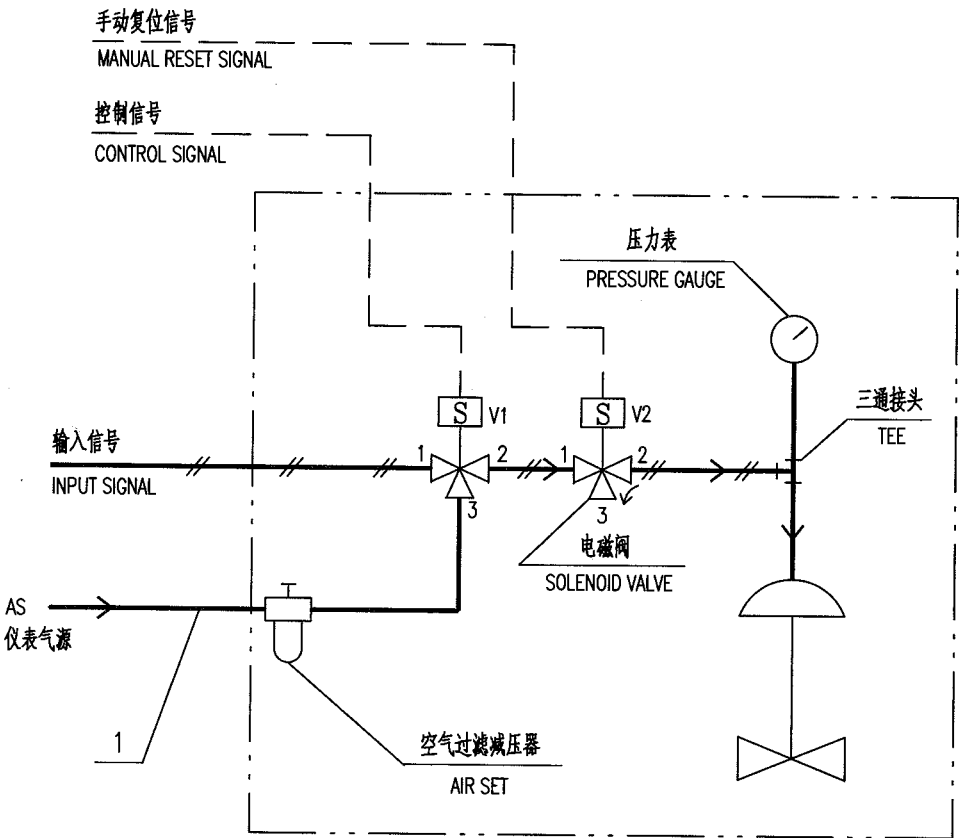 手动复位信号
MANUAL RESET SIGNAL
控制信号
CONTROL SIGNAL
压力表
PRESSURE GAUGE
S V1
S V2
三通接头
TEE
输入信号
INPUT SIGNAL
1 2
1 2
3
3
电磁阀
SOLENOID VALVE
AS
仪表气源
1
空气过滤减压器
AIR SET